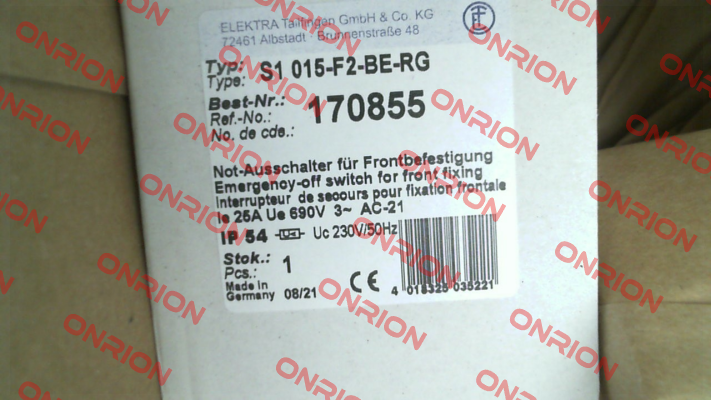 ELEKTRA Tailfingen GmbH & Co. KG
72461 Albstadt · Brunnenstraße 48
Typ: S1 015-F2-BE-RG
Type:
Best-Nr.: 170855
Ref.-No.:
No. de cde.:
Not-Ausschalter für Frontbefestigung
Emergency-off switch for front fixing
Interrupteur de secours pour fixation frontale
Ie 25A Ue 690V 3~ AC-21
IP 54 Uc 230V/50Hz
Stck.: 1
Pcs.:
Made in
Germany 08/21 CE
4 018325 035221
ONRION